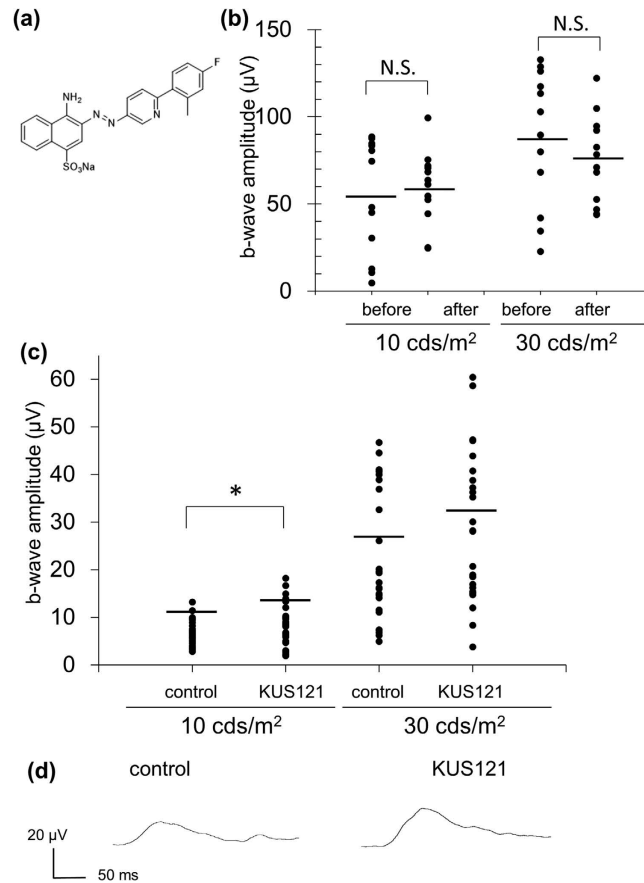 (a)
F
NH2
N
N
N
SO3Na
(b)
b-wave amplitude (µV)
150
100
50
0
N.S.
N.S.
before after before after
10 cds/m² 30 cds/m²
(c)
b-wave amplitude (µV)
60
50
40
30
20
10
0
*
control KUS121 control KUS121
10 cds/m² 30 cds/m²
(d)
control KUS121
20 µV
50 ms